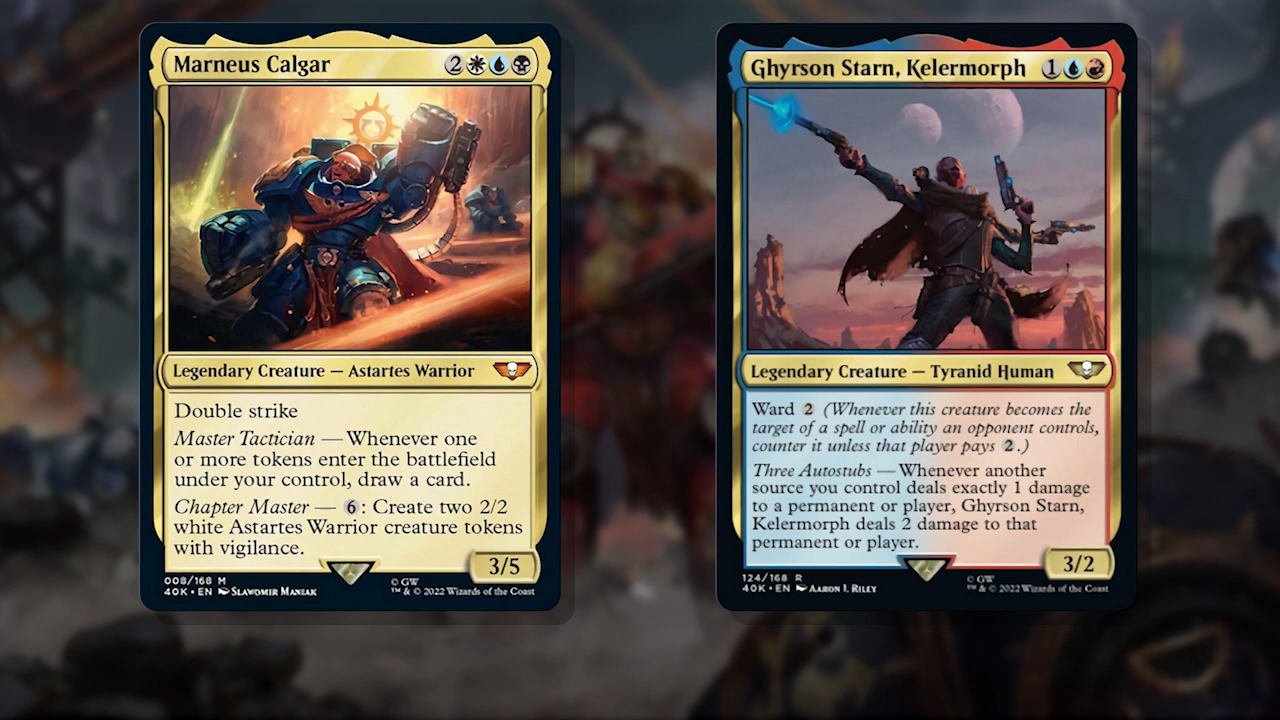 Marneus Calgar 2
Legendary Creature — Astartes Warrior
Double strike
Master Tactician — Whenever one
or more tokens enter the battlefield
under your control, draw a card.
Chapter Master — 6: Create two 2/2
white Astartes Warrior creature tokens
with vigilance.
3/5
008/168 M
40K • EN Slawomir Maniak
© GW
™ & © 2022 Wizards of the Coast
Ghyrson Starn, Kelermorph 1
Legendary Creature — Tyranid Human
Ward 2 (Whenever this creature becomes the
target of a spell or ability an opponent controls,
counter it unless that player pays 2.)
Three Autostubs — Whenever another
source you control deals exactly 1 damage
to a permanent or player, Ghyrson Starn,
Kelermorph deals 2 damage to that
permanent or player.
3/2
124/168 R
40K • EN Aaron J. Riley
© GW
™ & © 2022 Wizards of the Coast